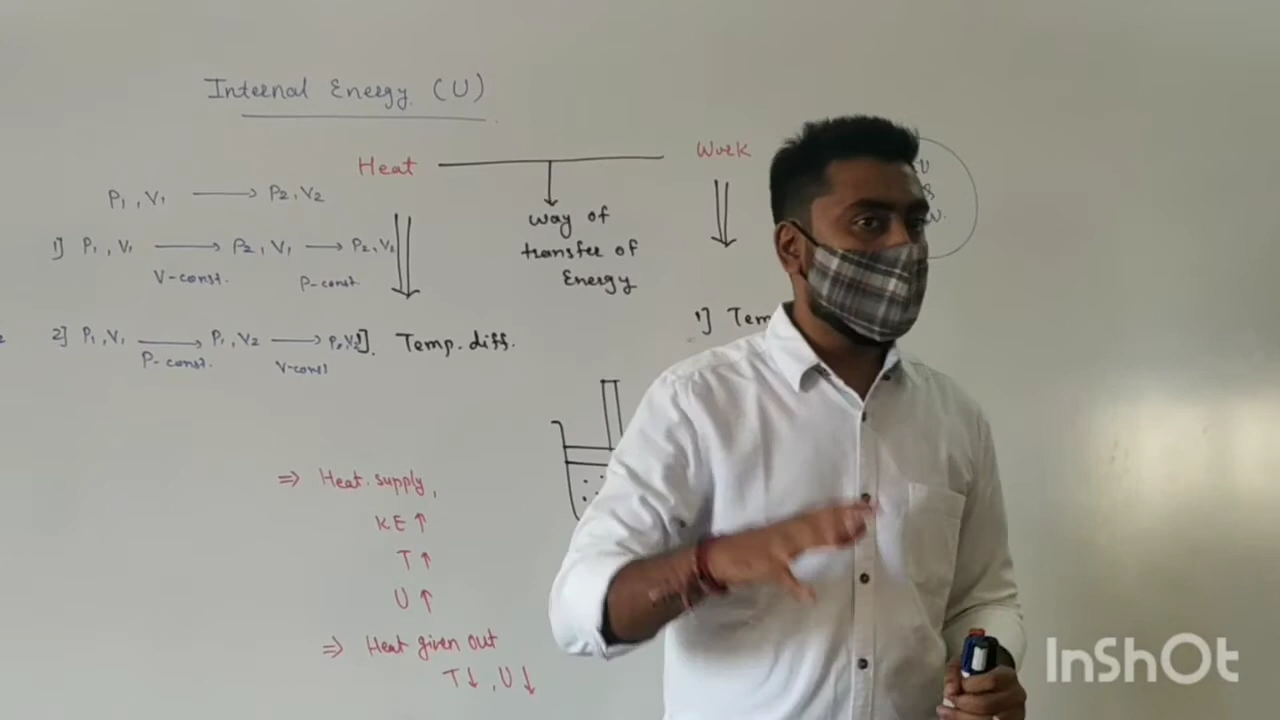 Internal Energy (U)
Heat
Work
P₁, V₁ → P₂, V₂
way of
transfer of
Energy
1] P₁, V₁ → P₂, V₁ → P₂, V₂
V-const.
P-const
2] P₁, V₁ → P₁, V₂ → P₂, V₂
P-const.
V-const
1]. Temp. diff.
1] Tem
⇒ Heat supply,
KE ↑
T ↑
U ↑
⇒ Heat given out
T↓, U↓
InShOt